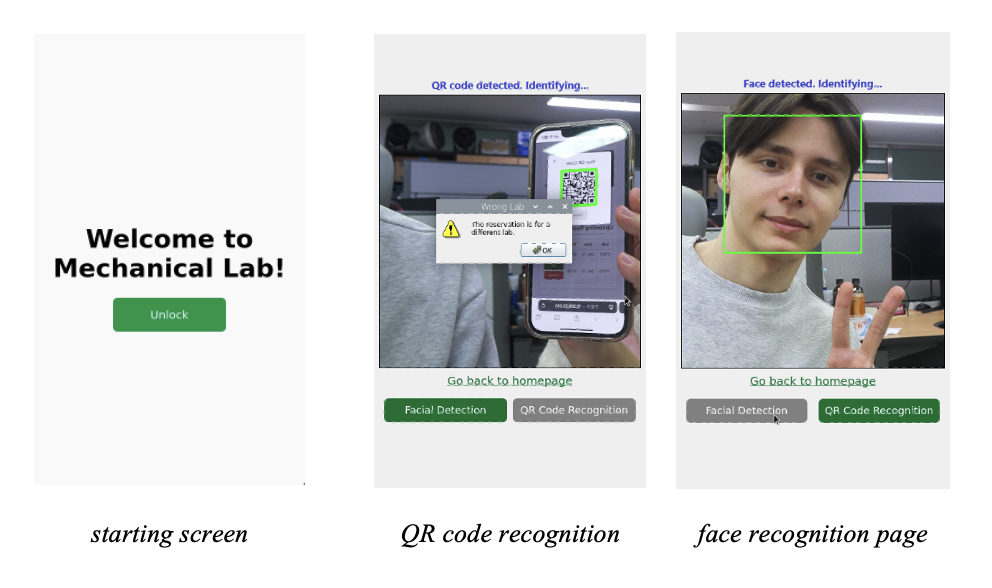 Welcome to
Mechanical Lab!
Unlock
starting screen
QR code detected. Identifying...
Wrong Lab
The reservation is for a
different lab.
OK
Go back to homepage
Facial Detection
QR Code Recognition
QR code recognition
Face detected. Identifying...
Go back to homepage
Facial Detection
QR Code Recognition
face recognition page